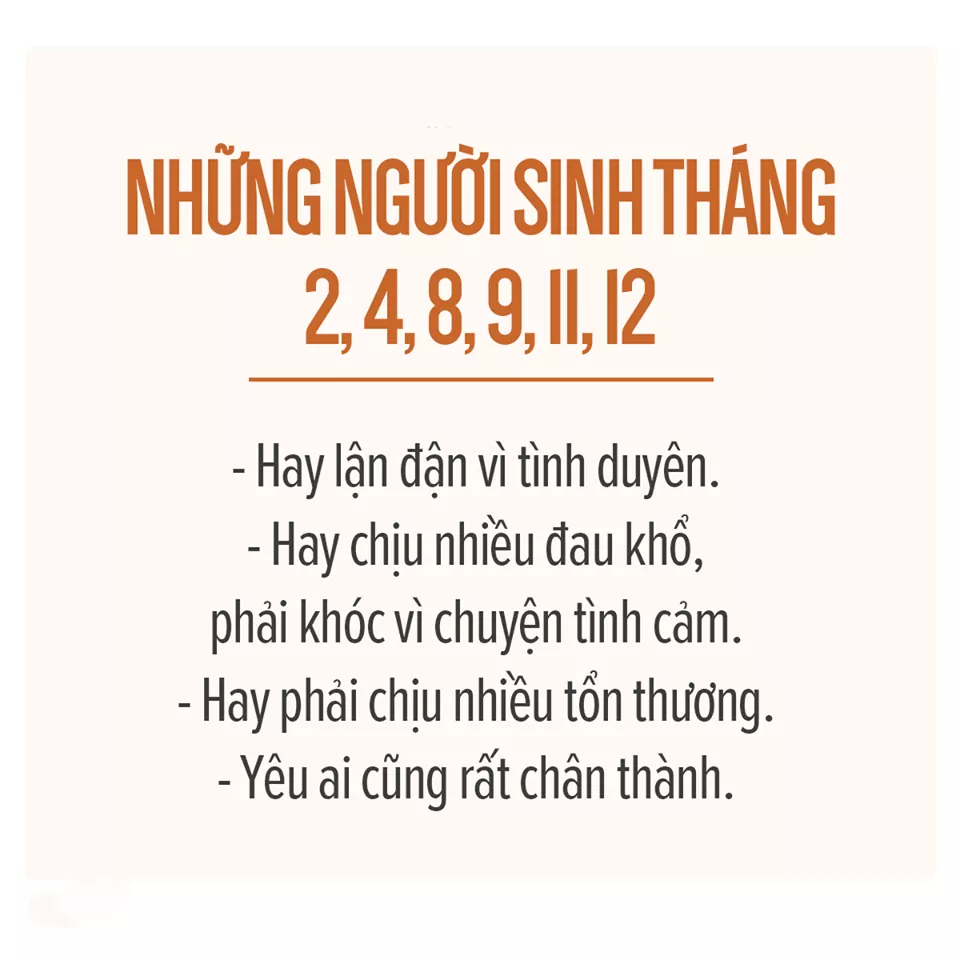 NHỮNG NGƯỜI SINH THÁNG
2, 4, 8, 9, 11, 12
- Hay lận đận vì tình duyên.
- Hay chịu nhiều đau khổ,
phải khóc vì chuyện tình cảm.
- Hay phải chịu nhiều tổn thương.
- Yêu ai cũng rất chân thành.